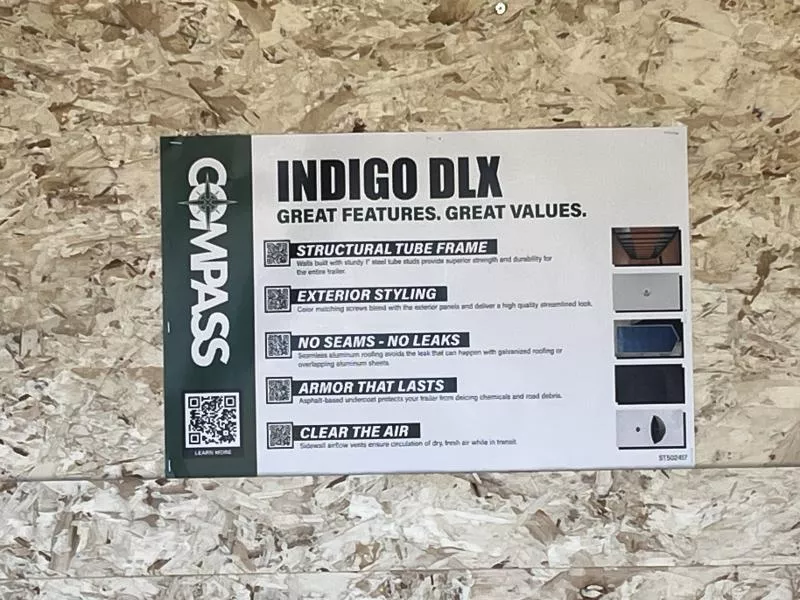 COMPASS
LEARN MORE
INDIGO DLX
GREAT FEATURES. GREAT VALUES.
STRUCTURAL TUBE FRAME
Walls built with sturdy 1" steel tube studs provide superior strength and durability for
the entire trailer.
EXTERIOR STYLING
Color matching screws blend with the exterior panels and deliver a high quality streamlined look.
NO SEAMS - NO LEAKS
Seamless aluminum roofing avoids the leak that can happen with galvanized roofing or
overlapping aluminum sheets.
ARMOR THAT LASTS
Asphalt-based undercoat protects your trailer from deicing chemicals and road debris.
CLEAR THE AIR
Sidewall airflow vents ensure circulation of dry, fresh air while in transit.
ST502417